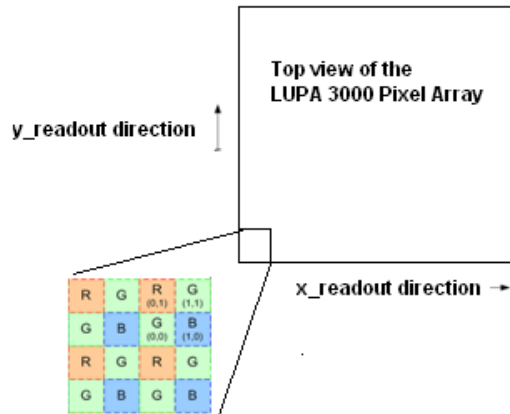 Top view of the
LUPA 3000 Pixel Array
y_readout direction
x_readout direction
R G R G
(0,1) (1,1)
G B G B
(0,0) (1,0)
R G R G
G B G B